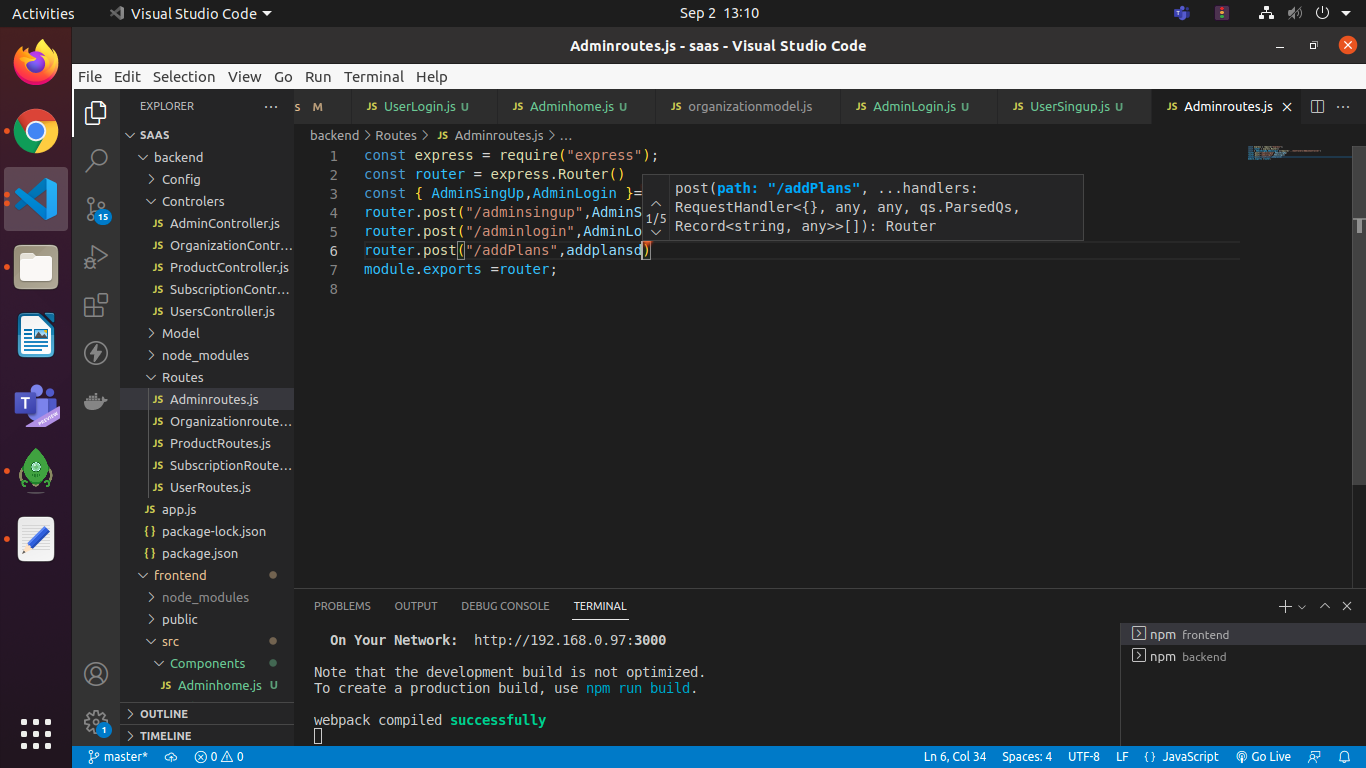 Activities
Visual Studio Code
Sep 2 13:10
Adminroutes.js - saas - Visual Studio Code
File Edit Selection View Go Run Terminal Help
EXPLORER
s M
JS UserLogin.js U
JS Adminhome.js U
JS organizationmodel.js
JS AdminLogin.js U
JS UserSingup.js U
JS Adminroutes.js
SAAS
backend
Config
Controlers
JS AdminController.js
JS OrganizationContr...
JS ProductController.js
JS SubscriptionContr...
JS UsersController.js
Model
node_modules
Routes
JS Adminroutes.js
JS Organizationroute...
JS ProductRoutes.js
JS SubscriptionRoute...
JS UserRoutes.js
JS app.js
{} package-lock.json
{} package.json
frontend
node_modules
public
src
Components
JS Adminhome.js U
OUTLINE
TIMELINE
15
1
backend > Routes > JS Adminroutes.js > ...
1 const express = require("express");
2 const router = express.Router()
3 const { AdminSingUp,AdminLogin }=
4 router.post("/adminsingup",AdminS
5 router.post("/adminlogin",AdminLo
6 router.post("/addPlans",addplansd)
7 module.exports =router;
8
1/5
post(path: "/addPlans", ...handlers:
RequestHandler<{}, any, any, qs.ParsedQs,
Record<string, any>>[]): Router
PROBLEMS OUTPUT DEBUG CONSOLE TERMINAL
On Your Network: http://192.168.0.97:3000
Note that the development build is not optimized.
To create a production build, use npm run build.
webpack compiled successfully
npm frontend
npm backend
master*
0 0
Ln 6, Col 34
Spaces: 4
UTF-8
LF
{} JavaScript
Go Live